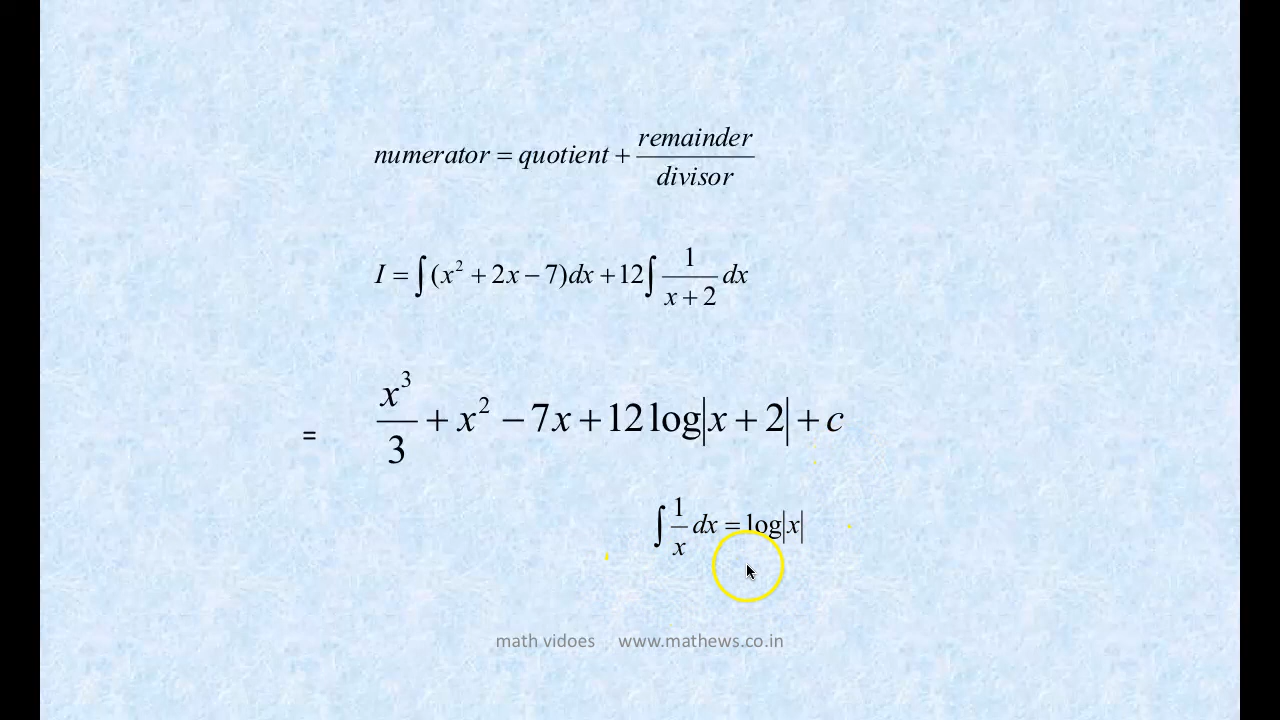 numerator = quotient + remainder/divisor
I = ∫(x² + 2x − 7)dx + 12∫ 1/(x + 2) dx
= x³/3 + x² − 7x + 12 log|x + 2| + c
∫ 1/x dx = log|x|
math vidoes www.mathews.co.in